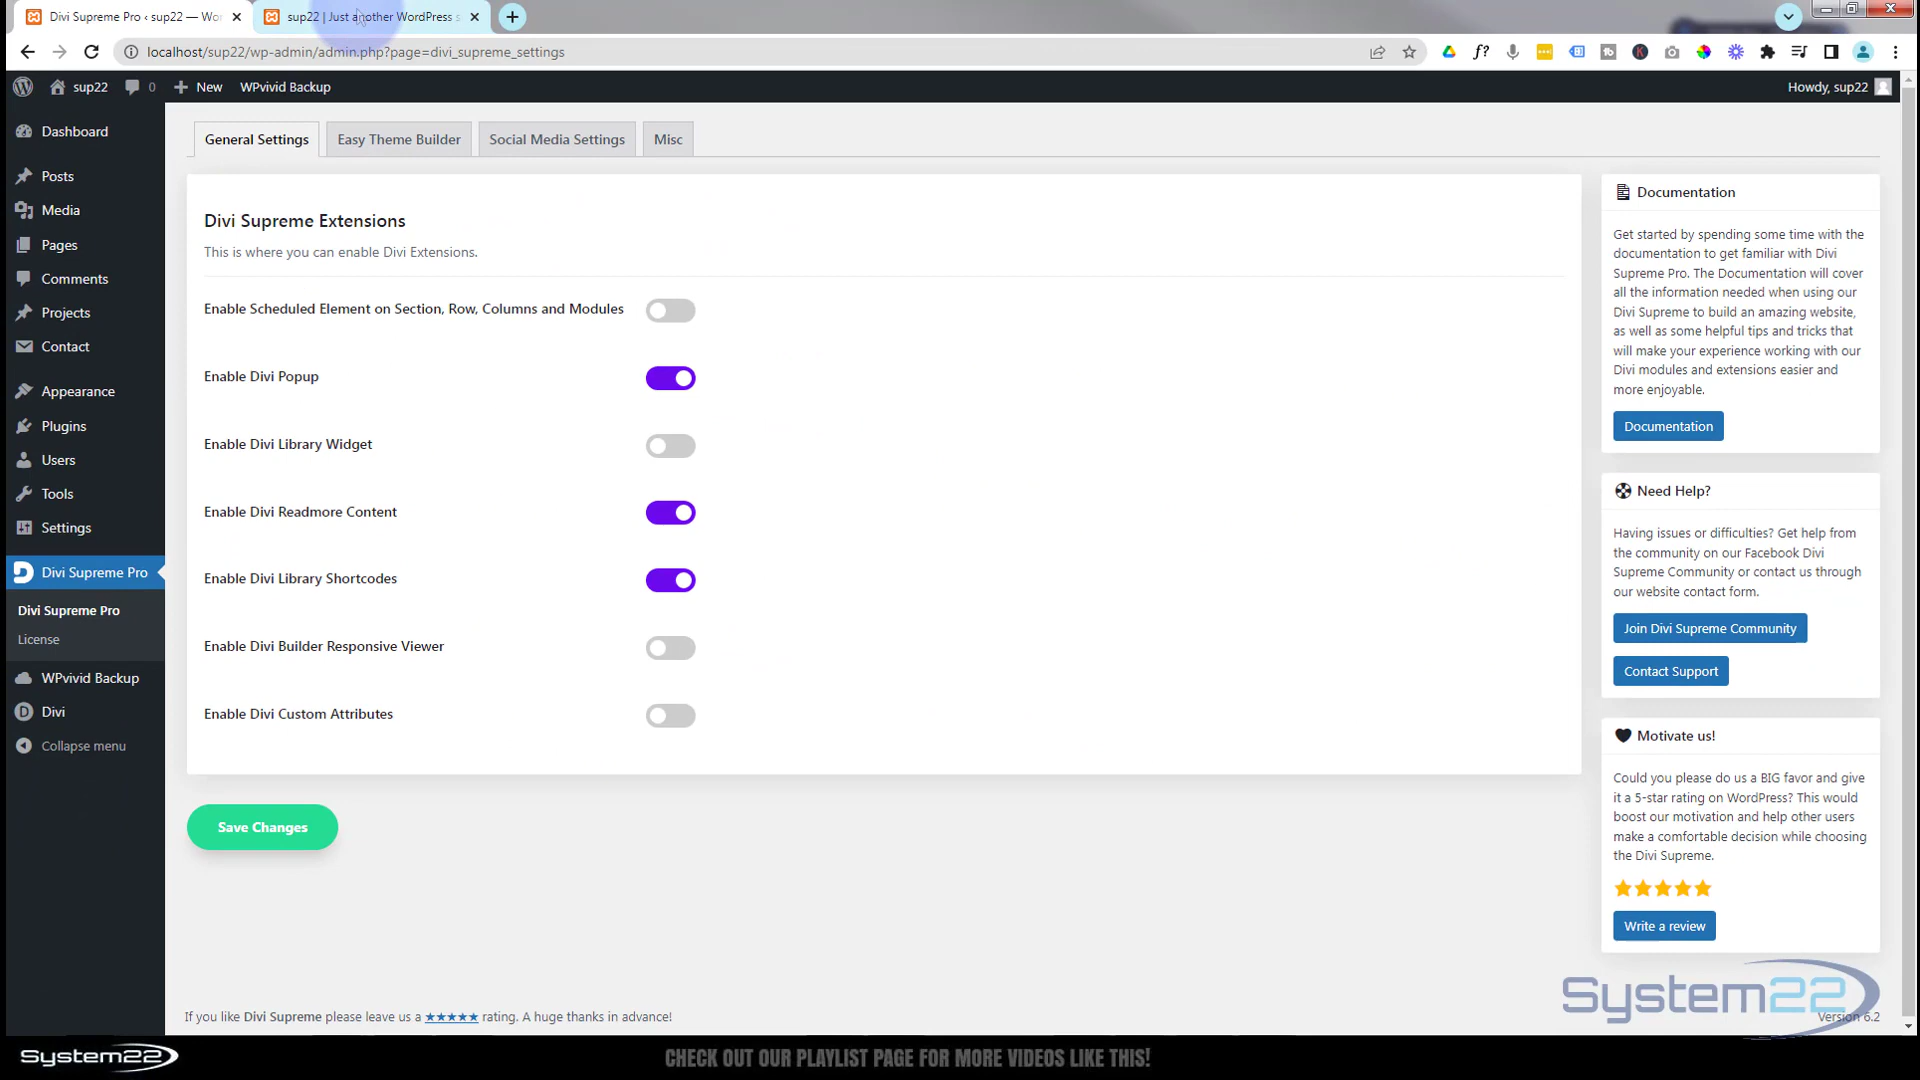 Divi Supreme Pro ‹ sup22 — Wor
sup22 | Just another WordPress s
localhost/sup22/wp-admin/admin.php?page=divi_supreme_settings
sup22
0
New
WPvivid Backup
Howdy, sup22
Dashboard
Posts
Media
Pages
Comments
Projects
Contact
Appearance
Plugins
Users
Tools
Settings
Divi Supreme Pro
Divi Supreme Pro
License
WPvivid Backup
Divi
Collapse menu
General Settings
Easy Theme Builder
Social Media Settings
Misc
Divi Supreme Extensions
This is where you can enable Divi Extensions.
Enable Scheduled Element on Section, Row, Columns and Modules
Enable Divi Popup
Enable Divi Library Widget
Enable Divi Readmore Content
Enable Divi Library Shortcodes
Enable Divi Builder Responsive Viewer
Enable Divi Custom Attributes
Save Changes
Documentation
Get started by spending some time with the
documentation to get familiar with Divi
Supreme Pro. The Documentation will cover
all the information needed when using our
Divi Supreme to build an amazing website,
as well as some helpful tips and tricks that
will make your experience working with our
Divi modules and extensions easier and
more enjoyable.
Documentation
Need Help?
Having issues or difficulties? Get help from
the community on our Facebook Divi
Supreme Community or contact us through
our website contact form.
Join Divi Supreme Community
Contact Support
Motivate us!
Could you please do us a BIG favor and give
it a 5-star rating on WordPress? This would
boost our motivation and help other users
make a comfortable decision while choosing
the Divi Supreme.
Write a review
If you like Divi Supreme please leave us a ★★★★★ rating. A huge thanks in advance!
System22
Version 6.2
System22
CHECK OUT OUR PLAYLIST PAGE FOR MORE VIDEOS LIKE THIS!